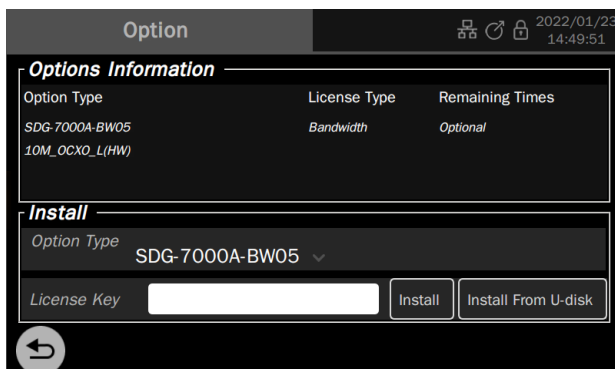 Option
2022/01/23
14:49:51
Options Information
Option Type License Type Remaining Times
SDG-7000A-BW05 Bandwidth Optional
10M_OCXO_L(HW)
Install
Option Type
SDG-7000A-BW05
License Key Install Install From U-disk